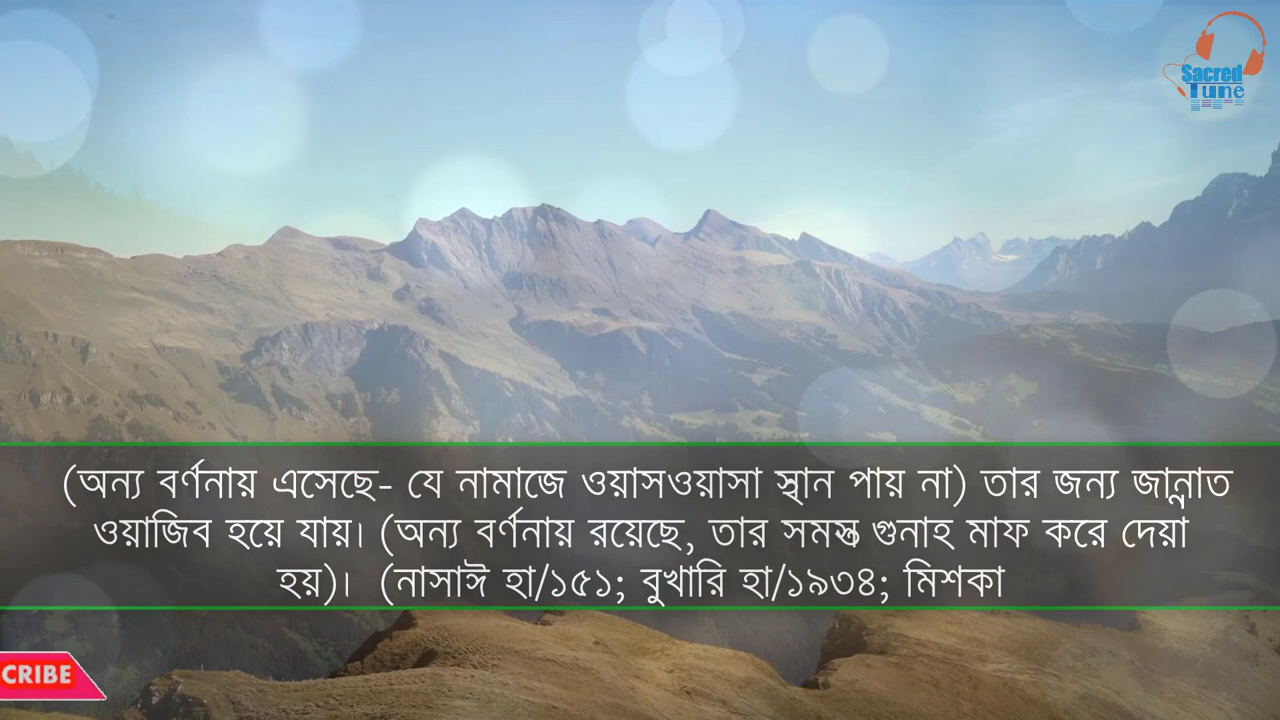 Sacred
Tune
(অন্য বর্ণনায় এসেছে- যে নামাজে ওয়াসওয়াসা স্থান পায় না) তার জন্য জান্নাত
ওয়াজিব হয়ে যায়। (অন্য বর্ণনায় রয়েছে, তার সমস্ত গুনাহ মাফ করে দেয়া
হয়)। (নাসাঈ হা/১৫১; বুখারি হা/১৯৩৪; মিশকা
CRIBE